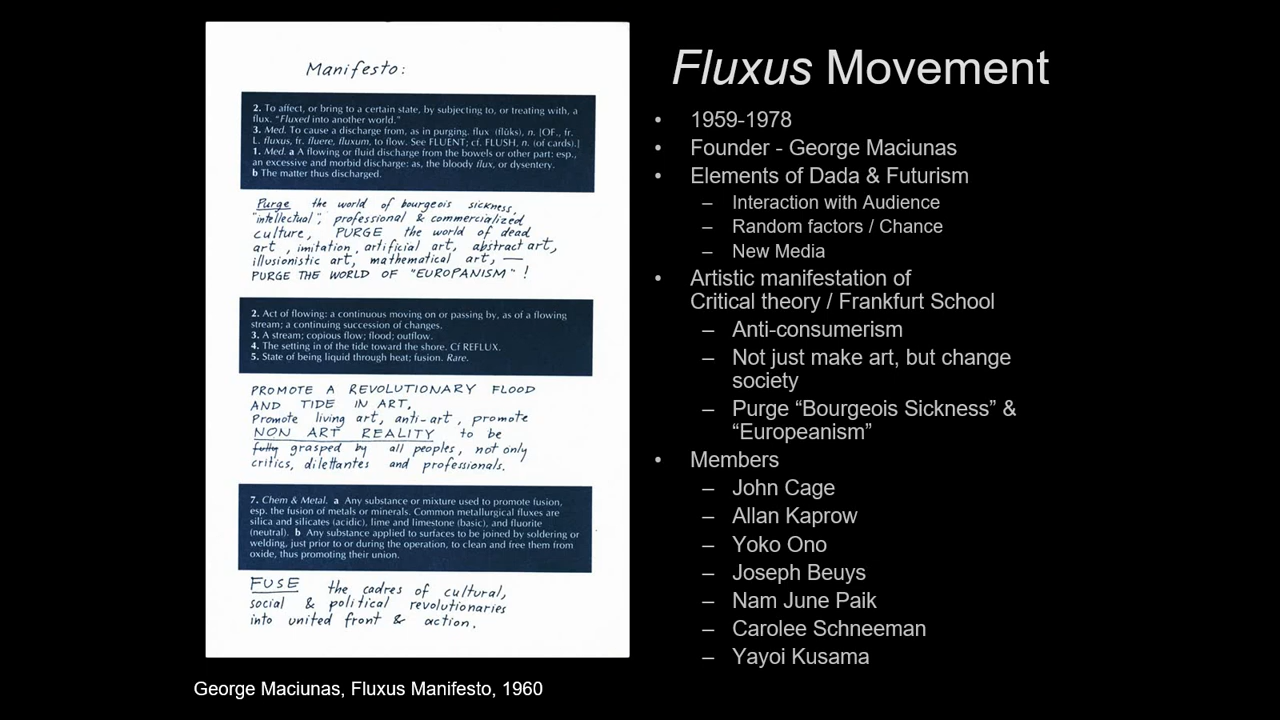 Manifesto:
2. To affect, or bring to a certain state, by subjecting to, or treating with, a
flux. "Fluxed into another world."
3. Med. To cause a discharge from, as in purging. flux (flŭks), n. [OF., fr.
L. fluxus, fr. fluere, fluxum, to flow. See FLUENT; cf. FLUSH, n. (of cards).]
1. Med. a A flowing or fluid discharge from the bowels or other part: esp.,
an excessive and morbid discharge: as, the bloody flux, or dysentery.
b The matter thus discharged.
Purge the world of bourgeois sickness,
"intellectual", professional & commercialized
culture, PURGE the world of dead
art, imitation, artificial art, abstract art,
illusionistic art, mathematical art, —
PURGE THE WORLD OF "EUROPANISM"!
2. Act of flowing: a continuous moving on or passing by, as of a flowing
stream; a continuing succession of changes.
3. A stream; copious flow; flood; outflow.
4. The setting in of the tide toward the shore. Cf REFLUX.
5. State of being liquid through heat; fusion. Rare.
PROMOTE A REVOLUTIONARY FLOOD
AND TIDE IN ART,
Promote living art, anti-art, promote
NON ART REALITY to be
fully grasped by all peoples, not only
critics, dilettantes and professionals.
7. Chem & Metal. a Any substance or mixture used to promote fusion,
esp. the fusion of metals or minerals. Common metallurgical fluxes are
silica and silicates (acidic), lime and limestone (basic), and fluorite
(neutral). b Any substance applied to surfaces to be joined by soldering or
welding, just prior to or during the operation, to clean and free them from
oxide, thus promoting their union.
FUSE the cadres of cultural,
social & political revolutionaries
into united front & action.
George Maciunas, Fluxus Manifesto, 1960
Fluxus Movement
• 1959-1978
• Founder - George Maciunas
• Elements of Dada & Futurism
– Interaction with Audience
– Random factors / Chance
– New Media
• Artistic manifestation of
Critical theory / Frankfurt School
– Anti-consumerism
– Not just make art, but change
society
– Purge “Bourgeois Sickness” &
“Europeanism”
• Members
– John Cage
– Allan Kaprow
– Yoko Ono
– Joseph Beuys
– Nam June Paik
– Carolee Schneeman
– Yayoi Kusama